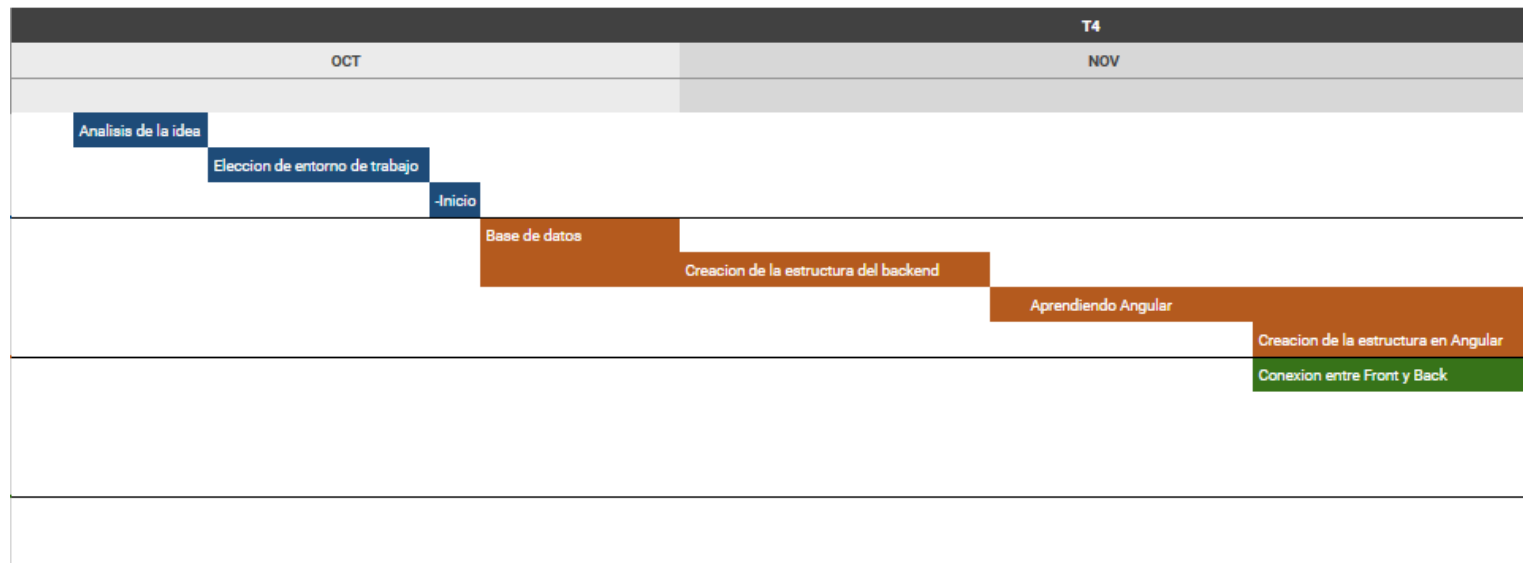 T4
OCT
NOV
Analisis de la idea
Eleccion de entorno de trabajo
-Inicio
Base de datos
Creacion de la estructura del backend
Aprendiendo Angular
Creacion de la estructura en Angular
Conexion entre Front y Back